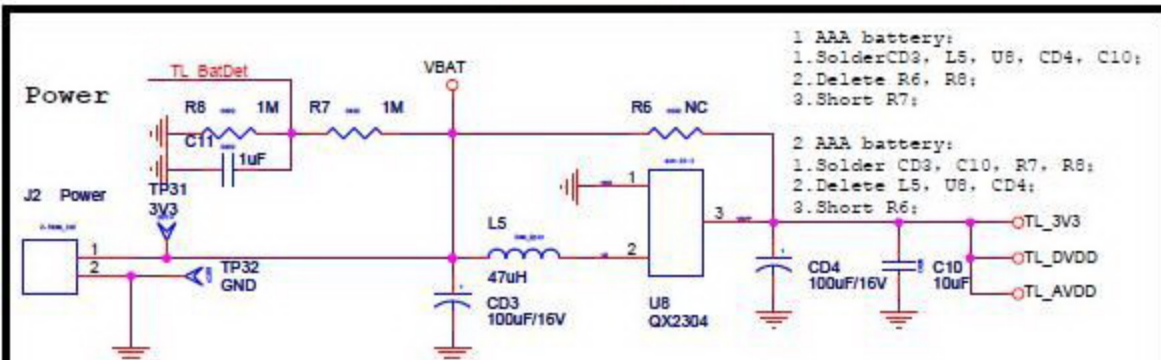 Power
TL_BatDet
R8 1M
C11
1uF
R7 1M
VBAT
R6 NC
1 AAA battery:
1.SolderCD3, L5, U8, CD4, C10;
2.Delete R6, R8;
3.Short R7;
2 AAA battery:
1.Solder CD3, C10, R7, R8;
2.Delete L5, U8, CD4;
3.Short R6;
J2 Power
1
2
TP31
3V3
TP32
GND
L5
47uH
CD3
100uF/16V
1
2
3
U8
QX2304
CD4
100uF/16V
C10
10uF
TL_3V3
TL_DVDD
TL_AVDD